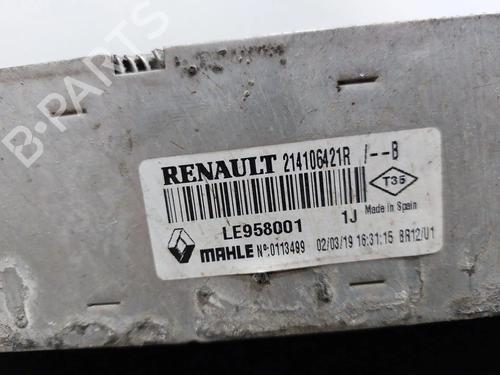 RENAULT 214106421R /--B
T35
LE958001 1J Made in Spain
MAHLE Nº:0113499 02/03/19 16:31:15 BR12/U1
B-PARTS